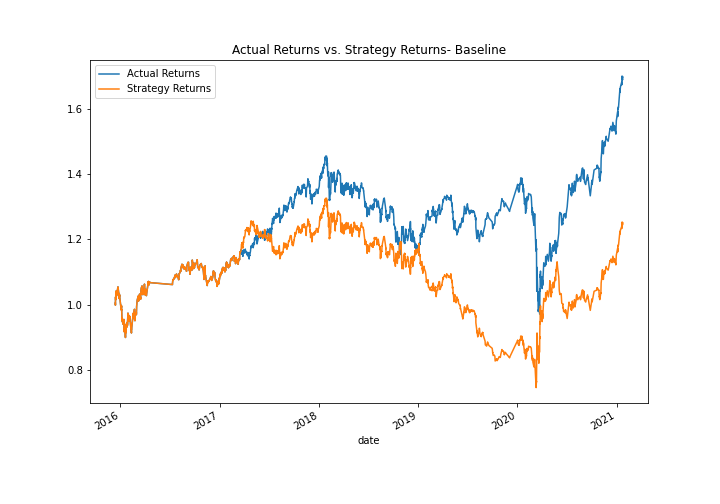 Actual Returns vs. Strategy Returns- Baseline
Actual Returns
Strategy Returns
1.6
1.4
1.2
1.0
0.8
2016
2017
2018
2019
2020
2021
date